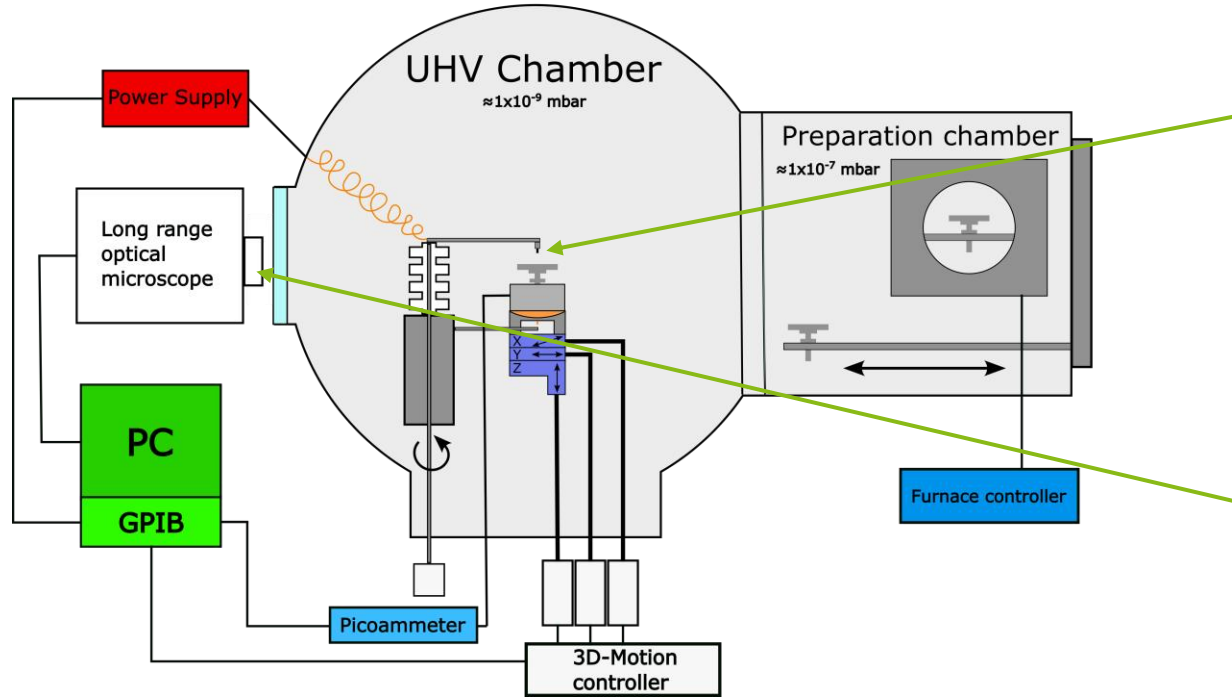 UHV Chamber
≈1x10⁻⁹ mbar
Power Supply
Preparation chamber
≈1x10⁻⁷ mbar
Long range
optical
microscope
X
Y
Z
PC
GPIB
Furnace controller
Picoammeter
3D-Motion
controller